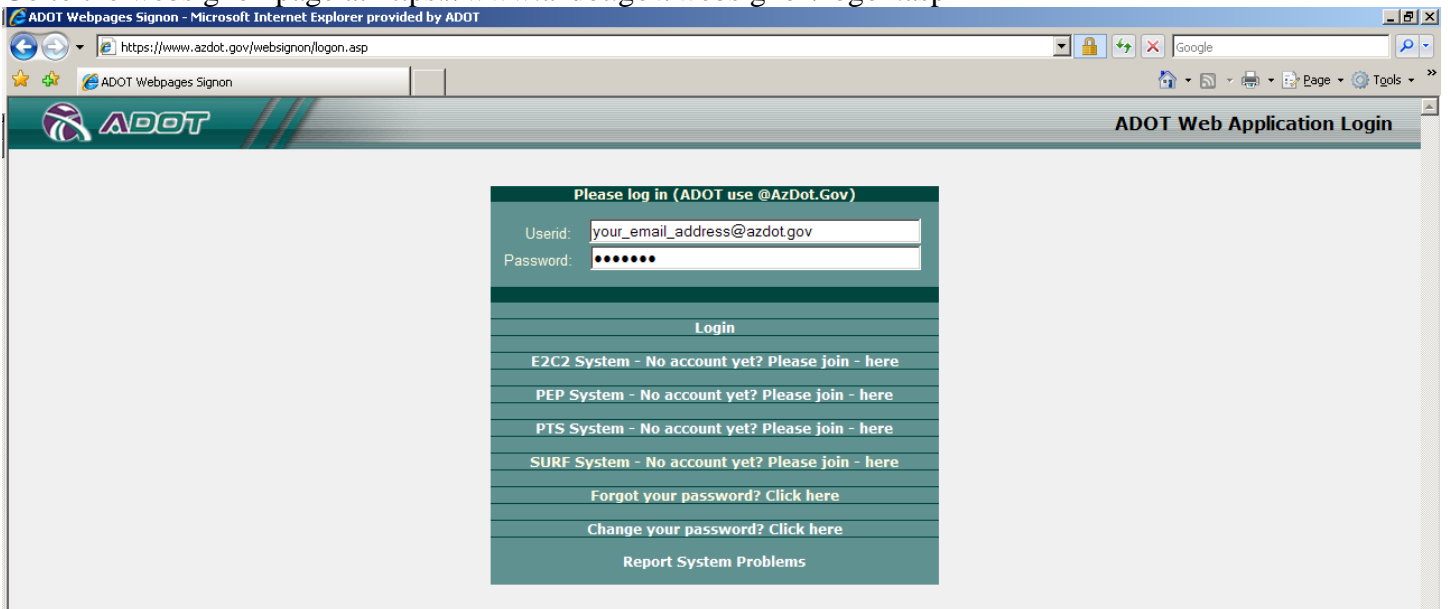 ADOT Webpages Signon - Microsoft Internet Explorer provided by ADOT
https://www.azdot.gov/websignon/logon.asp
Google
ADOT Webpages Signon
Page
Tools
ADOT
ADOT Web Application Login
Please log in (ADOT use @AzDot.Gov)
Userid: your_email_address@azdot.gov
Password: •••••••
Login
E2C2 System - No account yet? Please join - here
PEP System - No account yet? Please join - here
PTS System - No account yet? Please join - here
SURF System - No account yet? Please join - here
Forgot your password? Click here
Change your password? Click here
Report System Problems